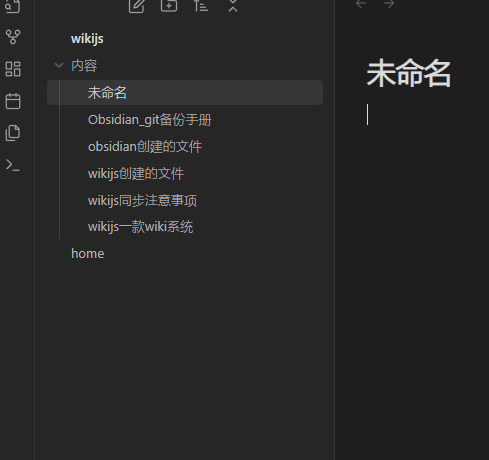 wikijs
内容
未命名
Obsidian_git备份手册
obsidian创建的文件
wikijs创建的文件
wikijs同步注意事项
wikijs一款wiki系统
home
未命名